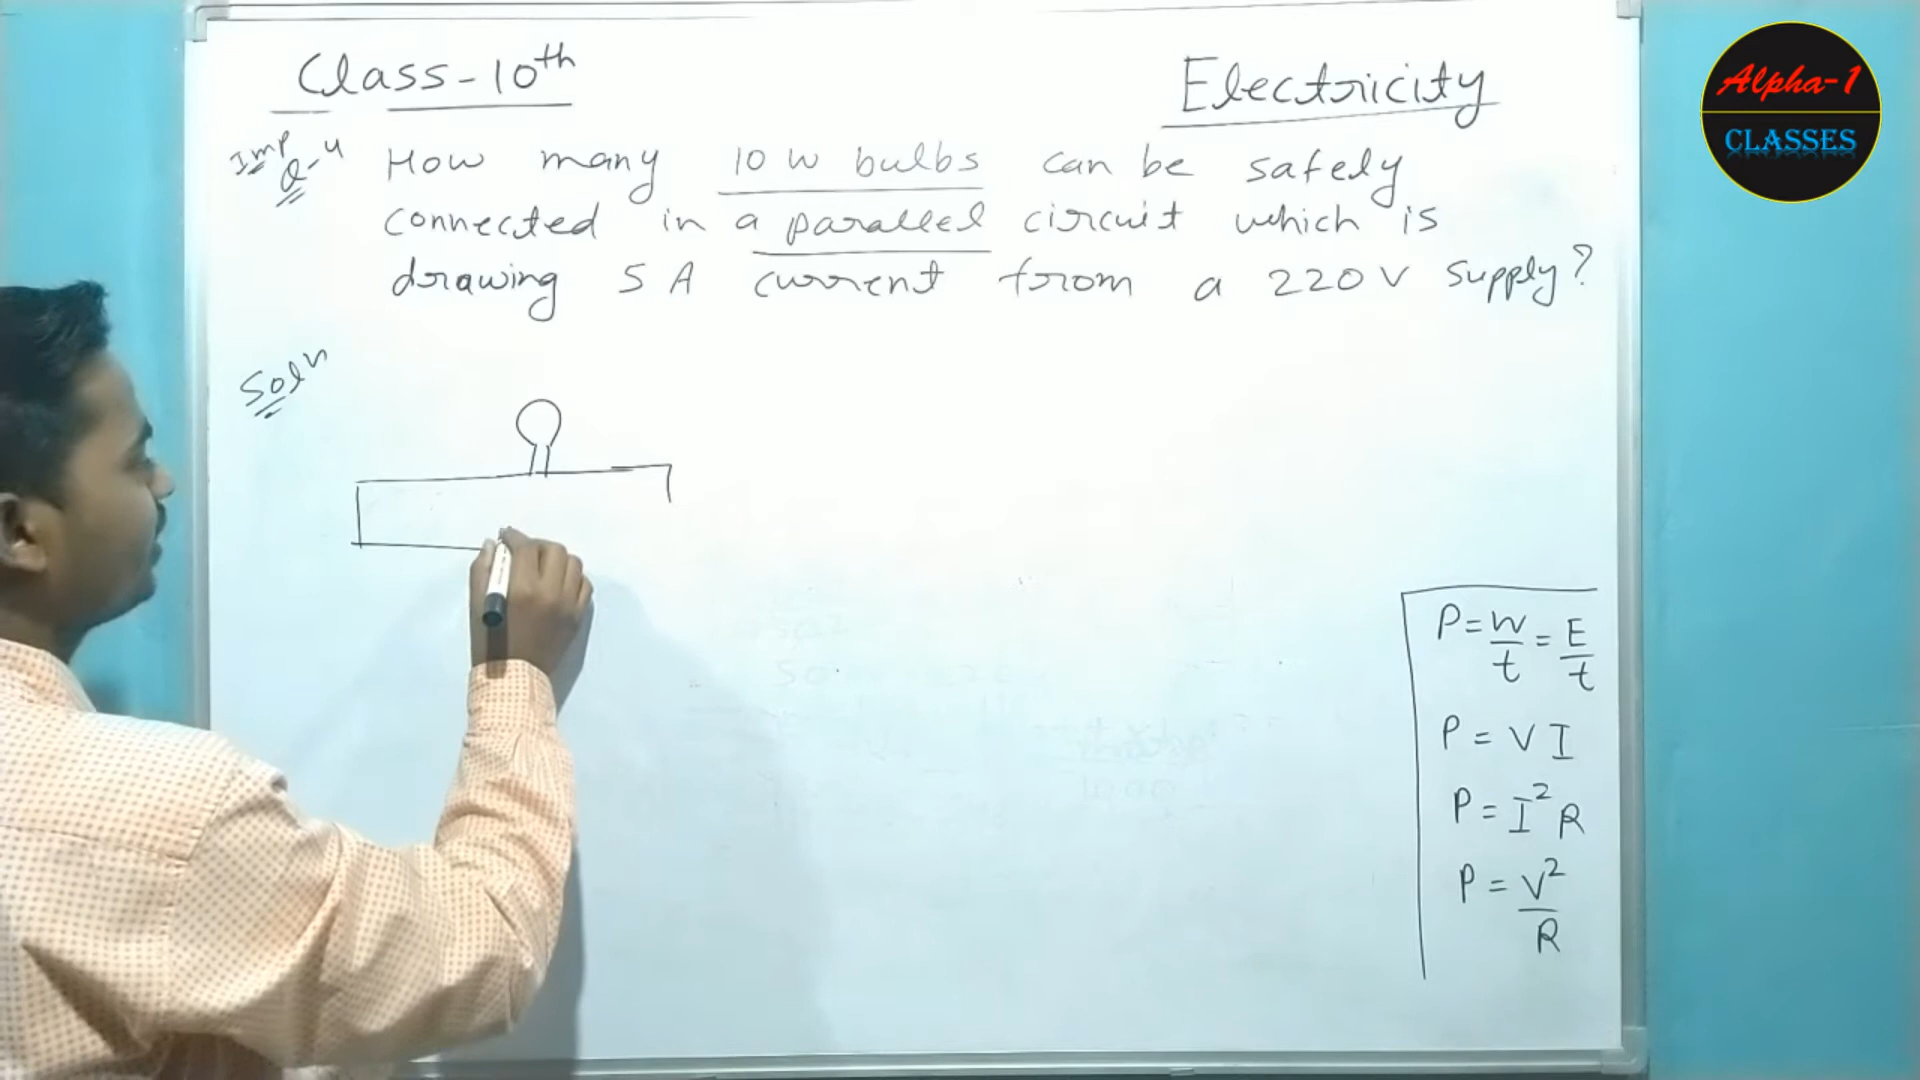 Class-10th
Electricity
Alpha-1
CLASSES
Imp
Q-4 How many 10 W bulbs can be safely
connected in a parallel circuit which is
drawing 5 A current from a 220V supply?
Soln
P = W/t = E/t
P = VI
P = I²R
P = V²/R